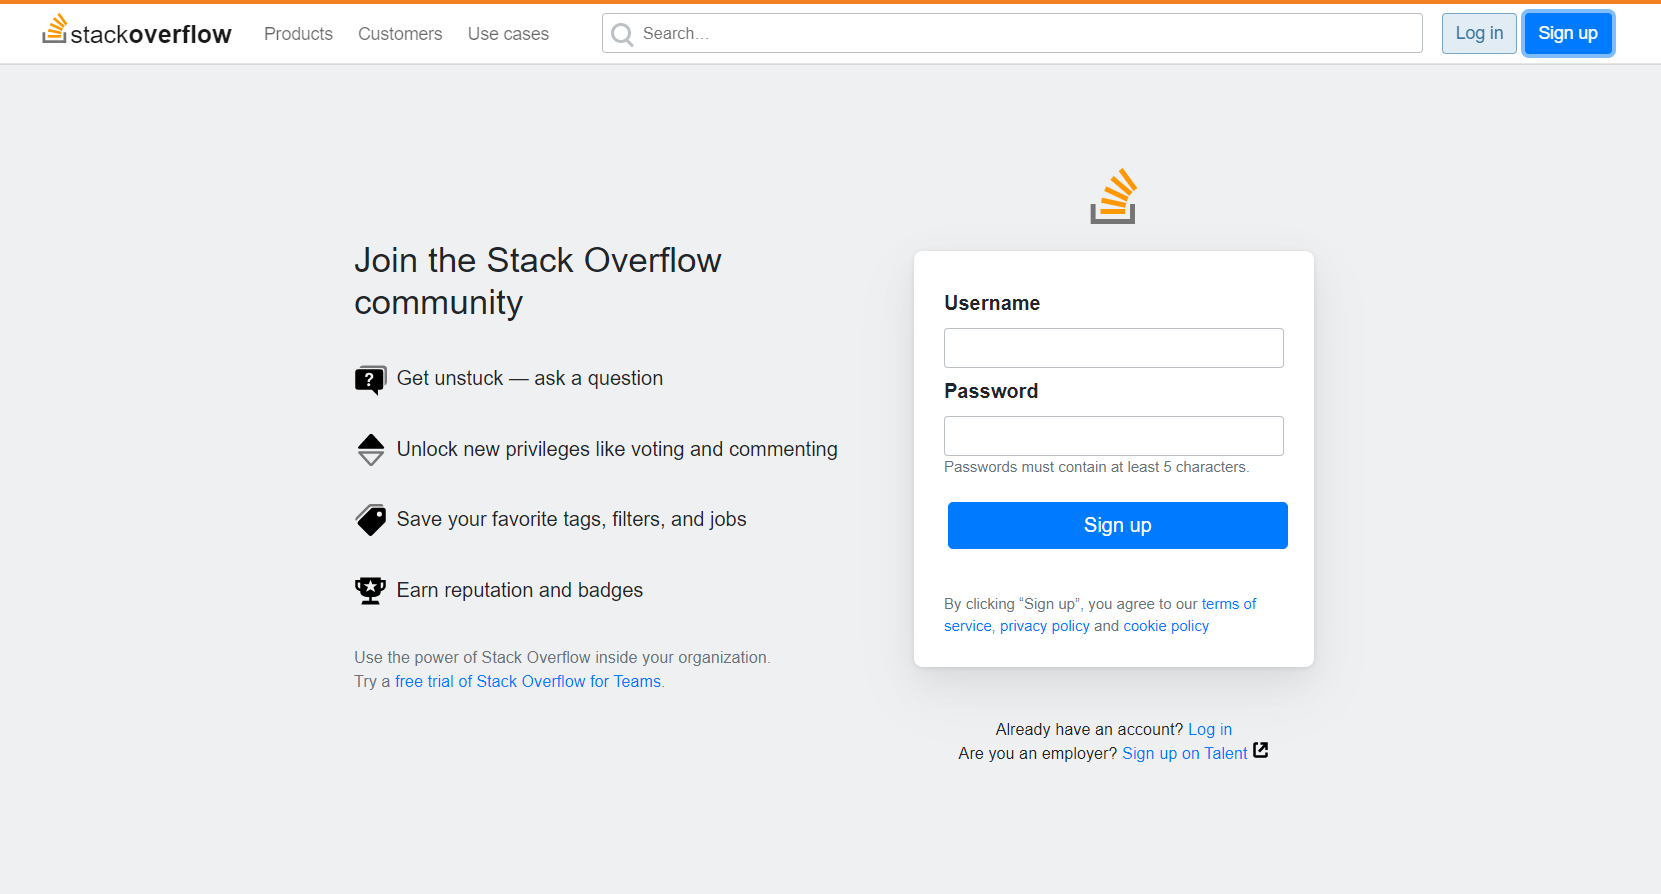 stackoverflow Products Customers Use cases Search... Log in Sign up
Join the Stack Overflow
community
Get unstuck — ask a question
Unlock new privileges like voting and commenting
Save your favorite tags, filters, and jobs
Earn reputation and badges
Use the power of Stack Overflow inside your organization.
Try a free trial of Stack Overflow for Teams.
Username
Password
Passwords must contain at least 5 characters.
Sign up
By clicking “Sign up”, you agree to our terms of
service, privacy policy and cookie policy
Already have an account? Log in
Are you an employer? Sign up on Talent